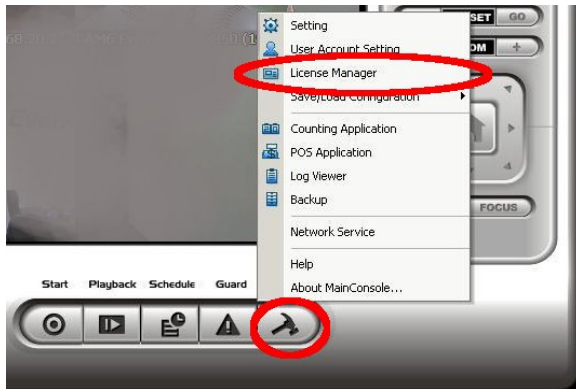 SET GO
Setting
User Account Setting
License Manager
Save/Load Configuration
Counting Application
POS Application
Log Viewer
Backup
FOCUS
Network Service
Help
About MainConsole...
Start Playback Schedule Guard